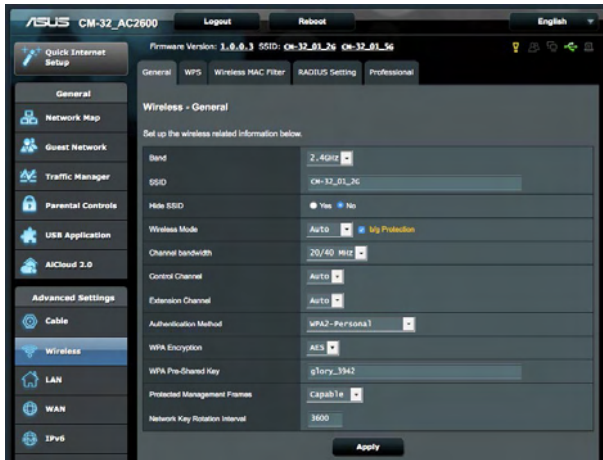 ASUS CM-32_AC2600 Logout Reboot English
Quick Internet Setup
Firmware Version: 1.0.0.3 SSID: CM-32_01_2G CM-32_01_5G
General WPS Wireless MAC Filter RADIUS Setting Professional
General
Network Map
Guest Network
Traffic Manager
Parental Controls
USB Application
AiCloud 2.0
Advanced Settings
Cable
Wireless
LAN
WAN
IPv6
Wireless - General
Set up the wireless related information below.
Band 2.4GHz
SSID CM-32_01_2G
Hide SSID Yes No
Wireless Mode Auto b/g Protection
Channel bandwidth 20/40 MHz
Control Channel Auto
Extension Channel Auto
Authentication Method WPA2-Personal
WPA Encryption AES
WPA Pre-Shared Key glory_5942
Protected Management Frames Capable
Network Key Rotation Interval 3600
Apply